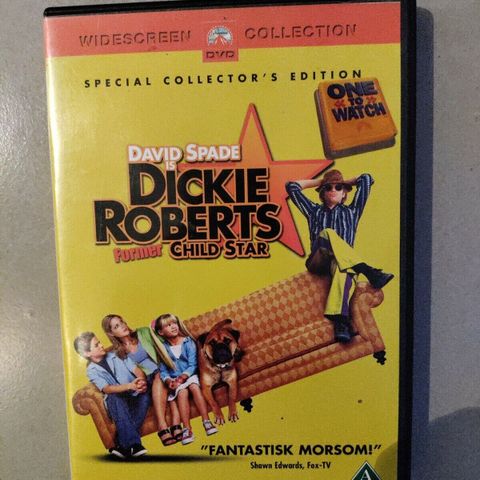 WIDESCREEN DVD COLLECTION
SPECIAL COLLECTOR'S EDITION
ONE
TO
WATCH
DAVID SPADE
IS
DICKIE
ROBERTS
Former CHILD STAR
"FANTASTISK MORSOM!"
Shawn Edwards, Fox-TV
A